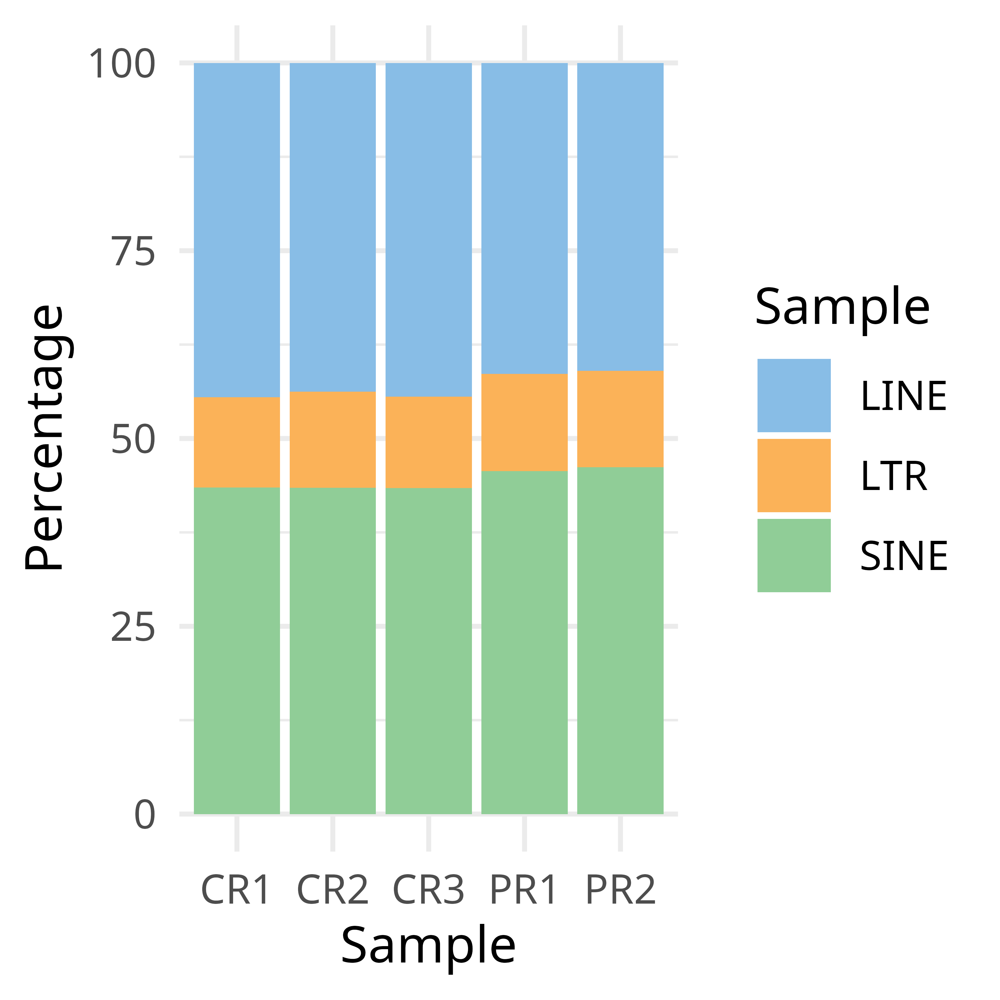 Percentage
100
75
50
25
0
CR1 CR2 CR3 PR1 PR2
Sample
Sample
LINE
LTR
SINE